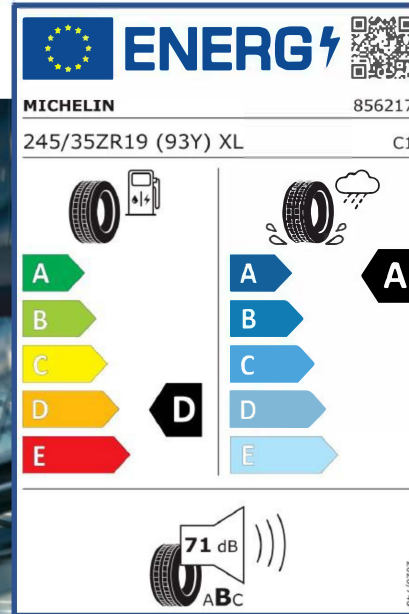 ENERG
MICHELIN 856217
245/35ZR19 (93Y) XL C1
A A A
B B
C C
D D D
E E
71 dB
ABC